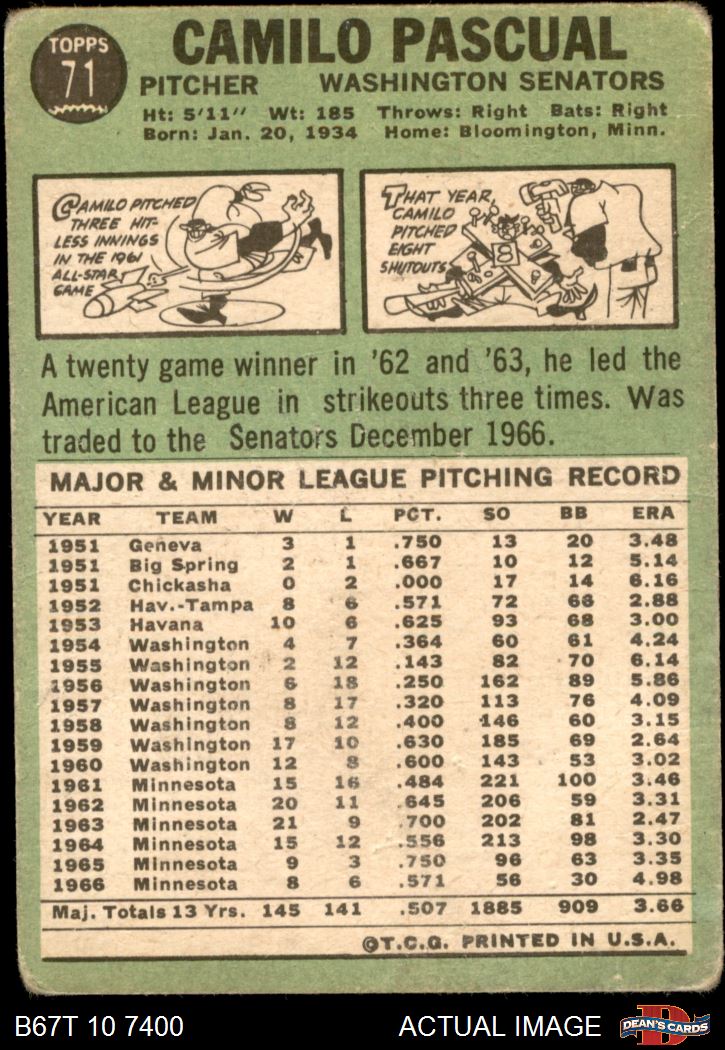 TOPPS
71
CAMILO PASCUAL
PITCHER WASHINGTON SENATORS
Ht: 5'11" Wt: 185 Throws: Right Bats: Right
Born: Jan. 20, 1934 Home: Bloomington, Minn.
CAMILO PITCHED
THREE HIT-
LESS INNINGS
IN THE 1961
ALL-STAR
GAME
THAT YEAR,
CAMILO
PITCHED
EIGHT
SHUTOUTS
8
A twenty game winner in '62 and '63, he led the
American League in strikeouts three times. Was
traded to the Senators December 1966.
MAJOR & MINOR LEAGUE PITCHING RECORD
YEAR TEAM W L PCT. SO BB ERA
1951 Geneva 3 1 .750 13 20 3.48
1951 Big Spring 2 1 .667 10 12 5.14
1951 Chickasha 0 2 .000 17 14 6.16
1952 Hav.-Tampa 8 6 .571 72 66 2.88
1953 Havana 10 6 .625 93 68 3.00
1954 Washington 4 7 .364 60 61 4.24
1955 Washington 2 12 .143 82 70 6.14
1956 Washington 6 18 .250 162 89 5.86
1957 Washington 8 17 .320 113 76 4.09
1958 Washington 8 12 .400 146 60 3.15
1959 Washington 17 10 .630 185 69 2.64
1960 Washington 12 8 .600 143 53 3.02
1961 Minnesota 15 16 .484 221 100 3.46
1962 Minnesota 20 11 .645 206 59 3.31
1963 Minnesota 21 9 .700 202 81 2.47
1964 Minnesota 15 12 .556 213 98 3.30
1965 Minnesota 9 3 .750 96 63 3.35
1966 Minnesota 8 6 .571 56 30 4.98
Maj. Totals 13 Yrs. 145 141 .507 1885 909 3.66
©T.C.G. PRINTED IN U.S.A.
B67T 10 7400 ACTUAL IMAGE DEAN'S CARDS